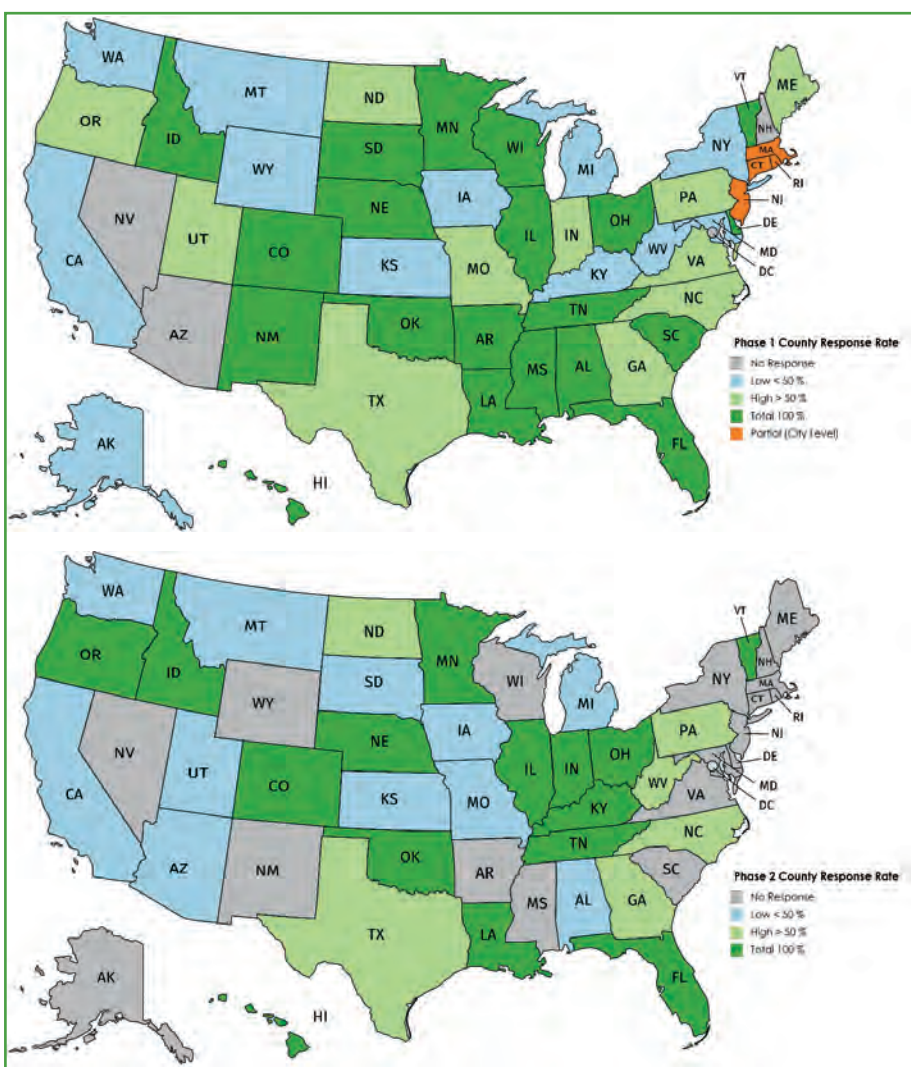 WA
MT
ND
MN
VT
ME
OR
ID
SD
WI
NY
NH
MA
CT
RI
WY
MI
IA
PA
NJ
NE
NV
UT
CO
IL
IN
OH
DE
CA
KS
MO
WV
VA
MD
KY
DC
NC
TN
AZ
NM
OK
AR
SC
MS
AL
GA
TX
LA
FL
AK
HI
Phase 1 County Response Rate
No Response
Low < 50 %
High > 50 %
Total 100 %
Partial (City Level)
WA
MT
ND
MN
VT
ME
OR
ID
SD
WI
NY
NH
MA
CT
RI
WY
MI
IA
PA
NJ
NE
NV
UT
CO
IL
IN
OH
DE
CA
KS
MO
WV
VA
MD
KY
DC
NC
TN
AZ
NM
OK
AR
SC
MS
AL
GA
TX
LA
FL
AK
HI
Phase 2 County Response Rate
No Response
Low < 50 %
High > 50 %
Total 100 %